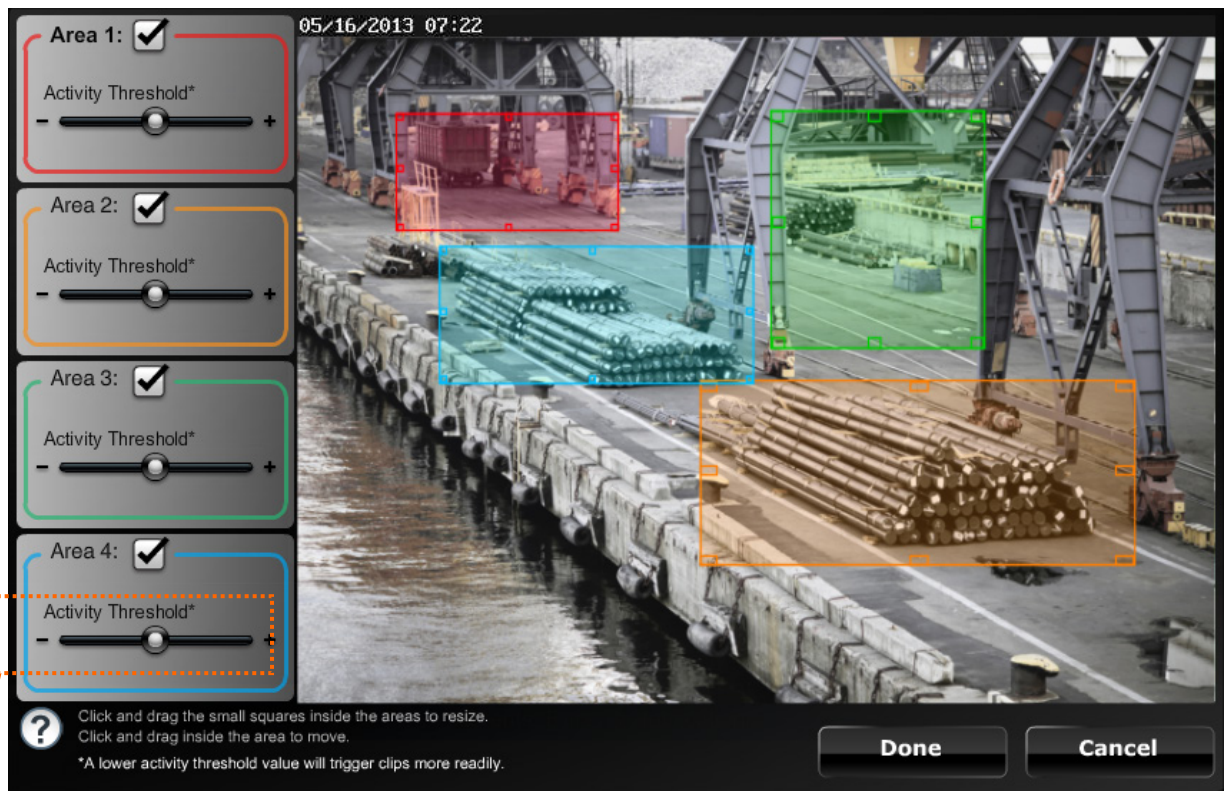 Area 1:
Activity Threshold*
- +
Area 2:
Activity Threshold*
- +
Area 3:
Activity Threshold*
- +
Area 4:
Activity Threshold*
- +
05/16/2013 07:22
? Click and drag the small squares inside the areas to resize.
Click and drag inside the area to move.
*A lower activity threshold value will trigger clips more readily.
Done
Cancel